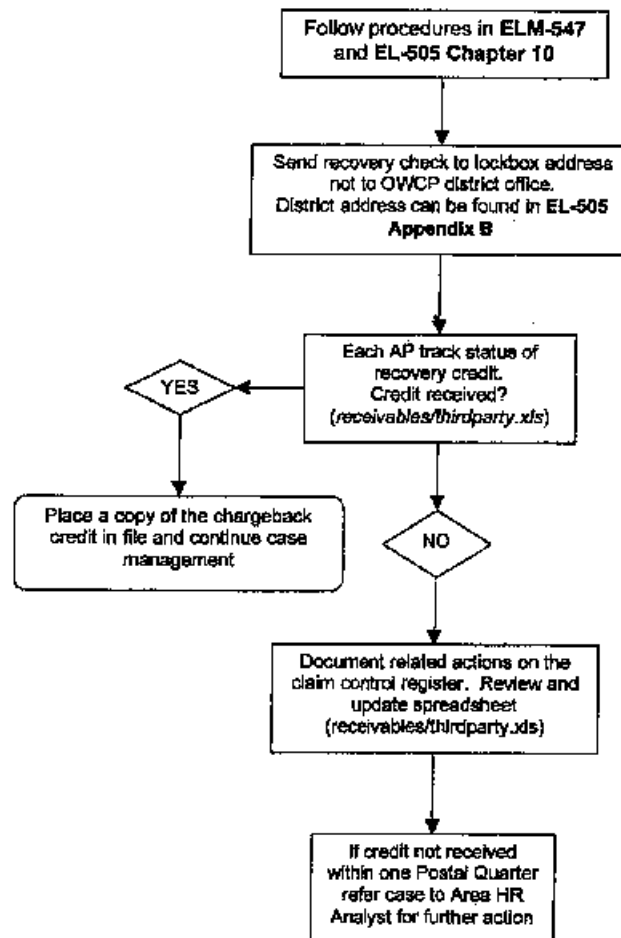 Follow procedures in ELM-547
and EL-505 Chapter 10
Send recovery check to lockbox address
not to OWCP district office.
District address can be found in EL-505
Appendix B
Each AP track status of
recovery credit.
Credit received?
(receivables/thirdparty.xls)
YES
Place a copy of the chargeback
credit in file and continue case
management
NO
Document related actions on the
claim control register. Review and
update spreadsheet
(receivables/thirdparty.xls)
If credit not received
within one Postal Quarter
refer case to Area HR
Analyst for further action